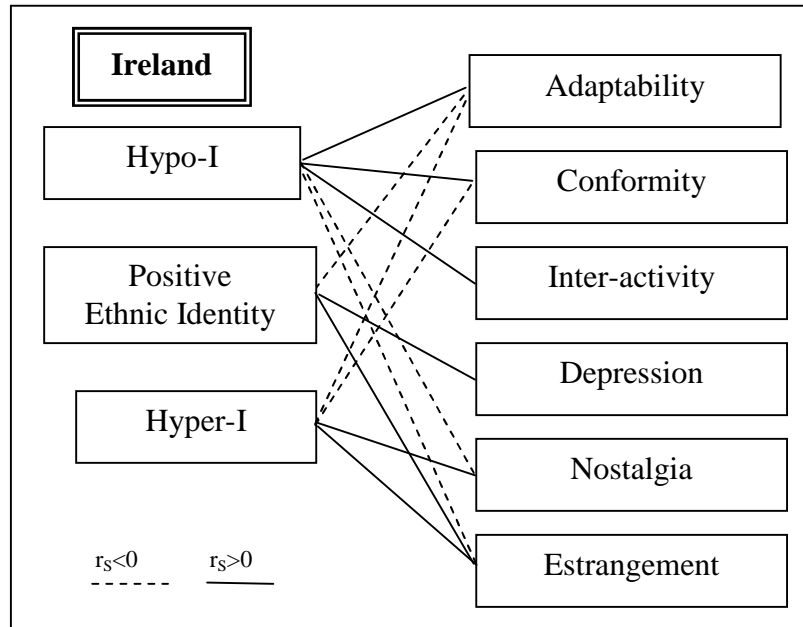 Ireland
Hypo-I
Positive
Ethnic Identity
Hyper-I
Adaptability
Conformity
Inter-activity
Depression
Nostalgia
Estrangement
rS<0
rS>0